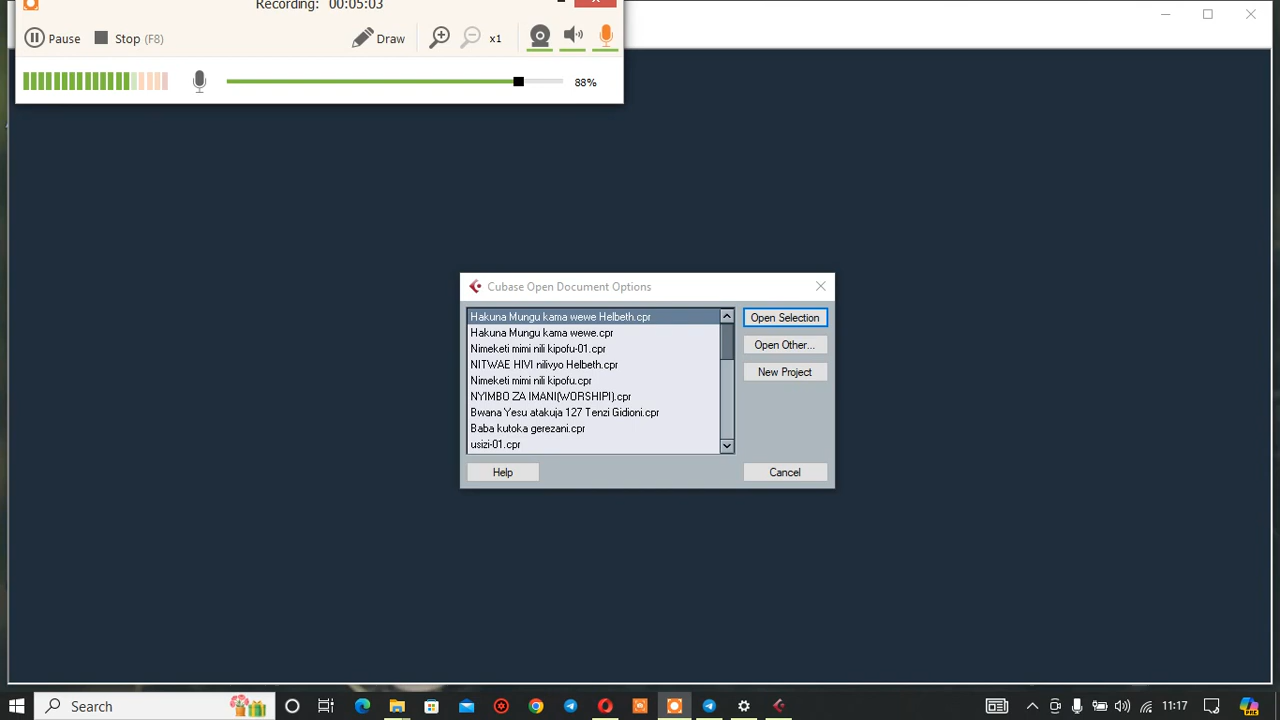 Recording: 00:05:03
Pause Stop (F8) Draw x1
88%
Cubase Open Document Options
Hakuna Mungu kama wewe Helbeth.cpr
Hakuna Mungu kama wewe.cpr
Nimeketi mimi nili kipofu-01.cpr
NITWAE HIVI nilivyo Helbeth.cpr
Nimeketi mimi nili kipofu.cpr
NYIMBO ZA IMANI(WORSHIP!).cpr
Bwana Yesu atakuja 127 Tenzi Gidioni.cpr
Baba kutoka gerezani.cpr
usizi-01.cpr
Open Selection
Open Other...
New Project
Help
Cancel
Search
11:17
PRE